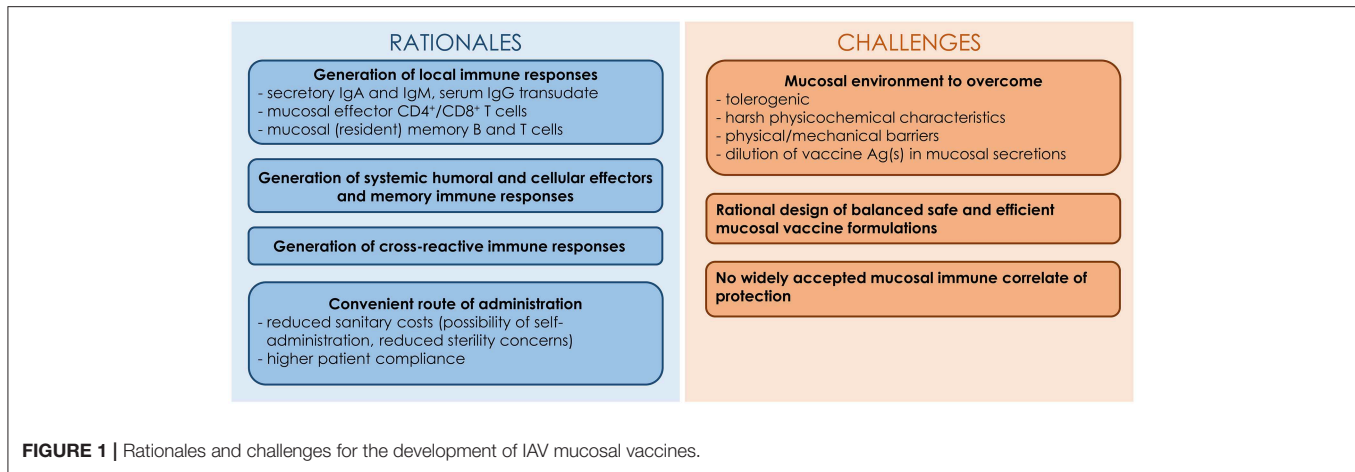 RATIONALES
Generation of local immune responses
- secretory IgA and IgM, serum IgG transudate
- mucosal effector CD4⁺/CD8⁺ T cells
- mucosal (resident) memory B and T cells
Generation of systemic humoral and cellular effectors
and memory immune responses
Generation of cross-reactive immune responses
Convenient route of administration
- reduced sanitary costs (possibility of self-
administration, reduced sterility concerns)
- higher patient compliance
CHALLENGES
Mucosal environment to overcome
- tolerogenic
- harsh physicochemical characteristics
- physical/mechanical barriers
- dilution of vaccine Ag(s) in mucosal secretions
Rational design of balanced safe and efficient
mucosal vaccine formulations
No widely accepted mucosal immune correlate of
protection
FIGURE 1 | Rationales and challenges for the development of IAV mucosal vaccines.